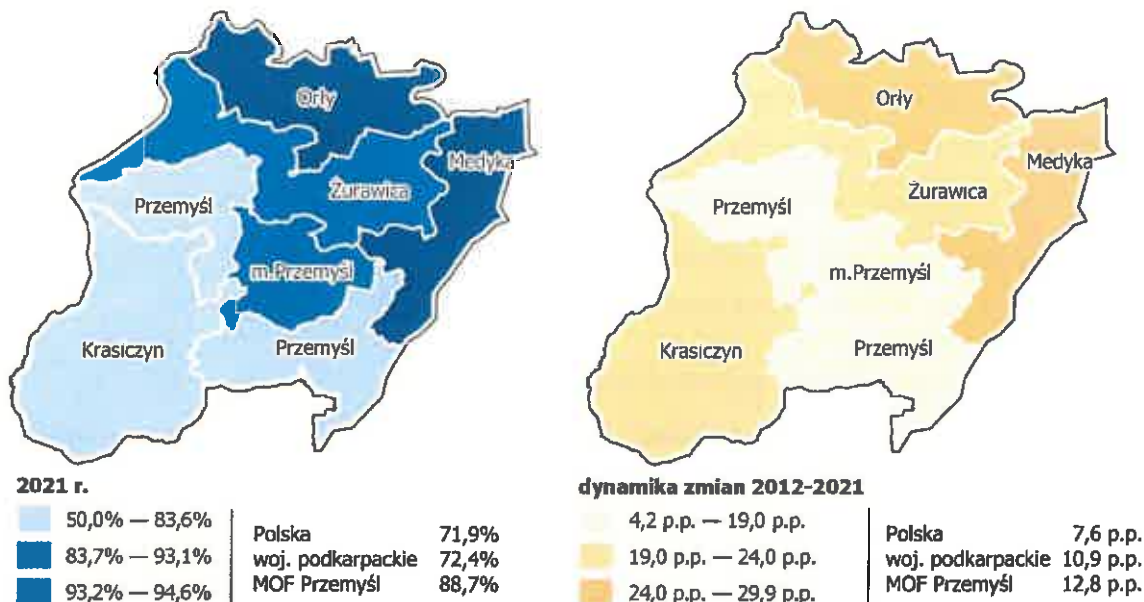 Orły
Medyka
Żurawica
Przemyśl
m.Przemyśl
Krasiczyn
Przemyśl
2021 r.
50,0% — 83,6%
83,7% — 93,1%
93,2% — 94,6%
Polska 71,9%
woj. podkarpackie 72,4%
MOF Przemyśl 88,7%
Orły
Medyka
Żurawica
Przemyśl
m.Przemyśl
Krasiczyn
Przemyśl
dynamika zmian 2012-2021
4,2 p.p. — 19,0 p.p.
19,0 p.p. — 24,0 p.p.
24,0 p.p. — 29,9 p.p.
Polska 7,6 p.p.
woj. podkarpackie 10,9 p.p.
MOF Przemyśl 12,8 p.p.